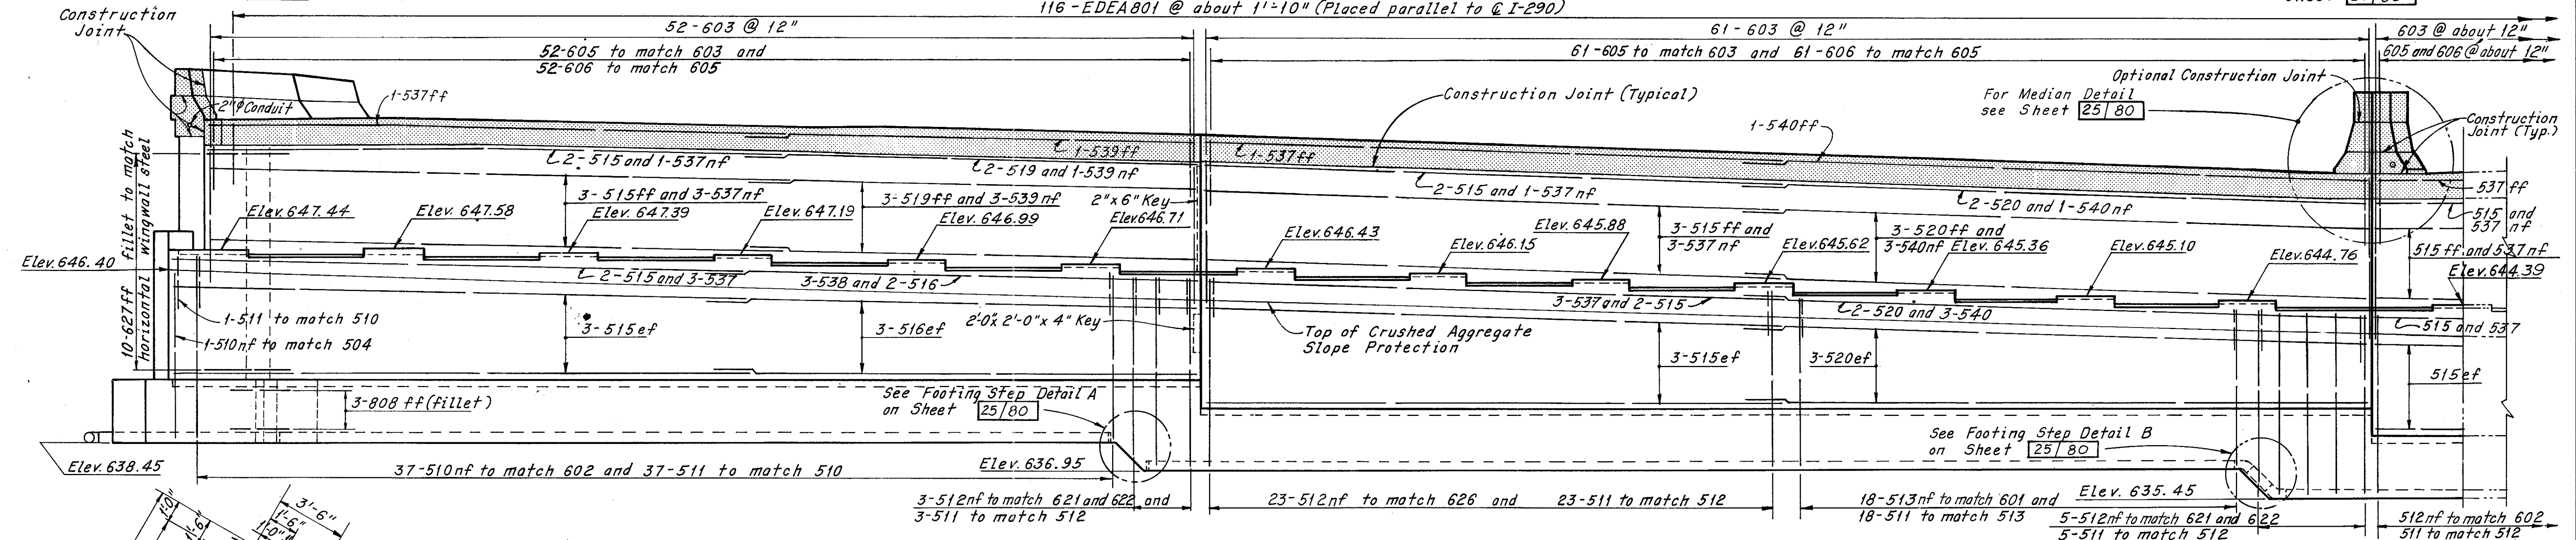 116-EDEA801 @ about 1'-10" (Placed parallel to ℄ I-290)
Construction
Joint
52-603 @ 12"
61-603 @ 12"
603 @ about 12"
52-605 to match 603 and
52-606 to match 605
61-605 to match 603 and 61-606 to match 605
605 and 606 @ about 12"
Optional Construction Joint
2"φ Conduit
1-537ff
Construction Joint (Typical)
For Median Detail
see Sheet 25/80
1-540ff
Construction
Joint (Typ.)
10-627ff fillet to match
horizontal wingwall steel
2-515 and 1-537nf
1-539ff
2-519 and 1-539nf
1-537ff
2-515 and 1-537nf
2-520 and 1-540nf
537ff
515 and
537 nf
3-515ff and 3-537nf
3-519ff and 3-539nf
2"x6" Key
3-515ff and
3-537nf
3-520ff and
3-540nf
515ff and 537nf
Elev. 647.44
Elev. 647.58
Elev. 647.39
Elev. 647.19
Elev. 646.99
Elev. 646.71
Elev. 646.43
Elev. 646.15
Elev. 645.88
Elev. 645.62
Elev. 645.36
Elev. 645.10
Elev. 644.76
Elev. 644.39
Elev. 646.40
2-515 and 3-537
3-538 and 2-516
3-537 and 2-515
2-520 and 3-540
515 and 537
1-511 to match 510
1-510nf to match 504
3-515ef
3-516ef
2'-0"x 2'-0"x 4" Key
Top of Crushed Aggregate
Slope Protection
3-515ef
3-520ef
515ef
3-808 ff (fillet)
See Footing Step Detail A
on Sheet 25/80
See Footing Step Detail B
on Sheet 25/80
Elev. 638.45
37-510nf to match 602 and 37-511 to match 510
Elev. 636.95
Elev. 635.45
3-512nf to match 621 and 622 and
3-511 to match 512
23-512nf to match 626 and 23-511 to match 512
18-513nf to match 601 and
18-511 to match 513
5-512nf to match 621 and 622
5-511 to match 512
512nf to match 602
511 to match 512
1'-0"
1'-6"
3'-6"
1'-6"
1'-0"